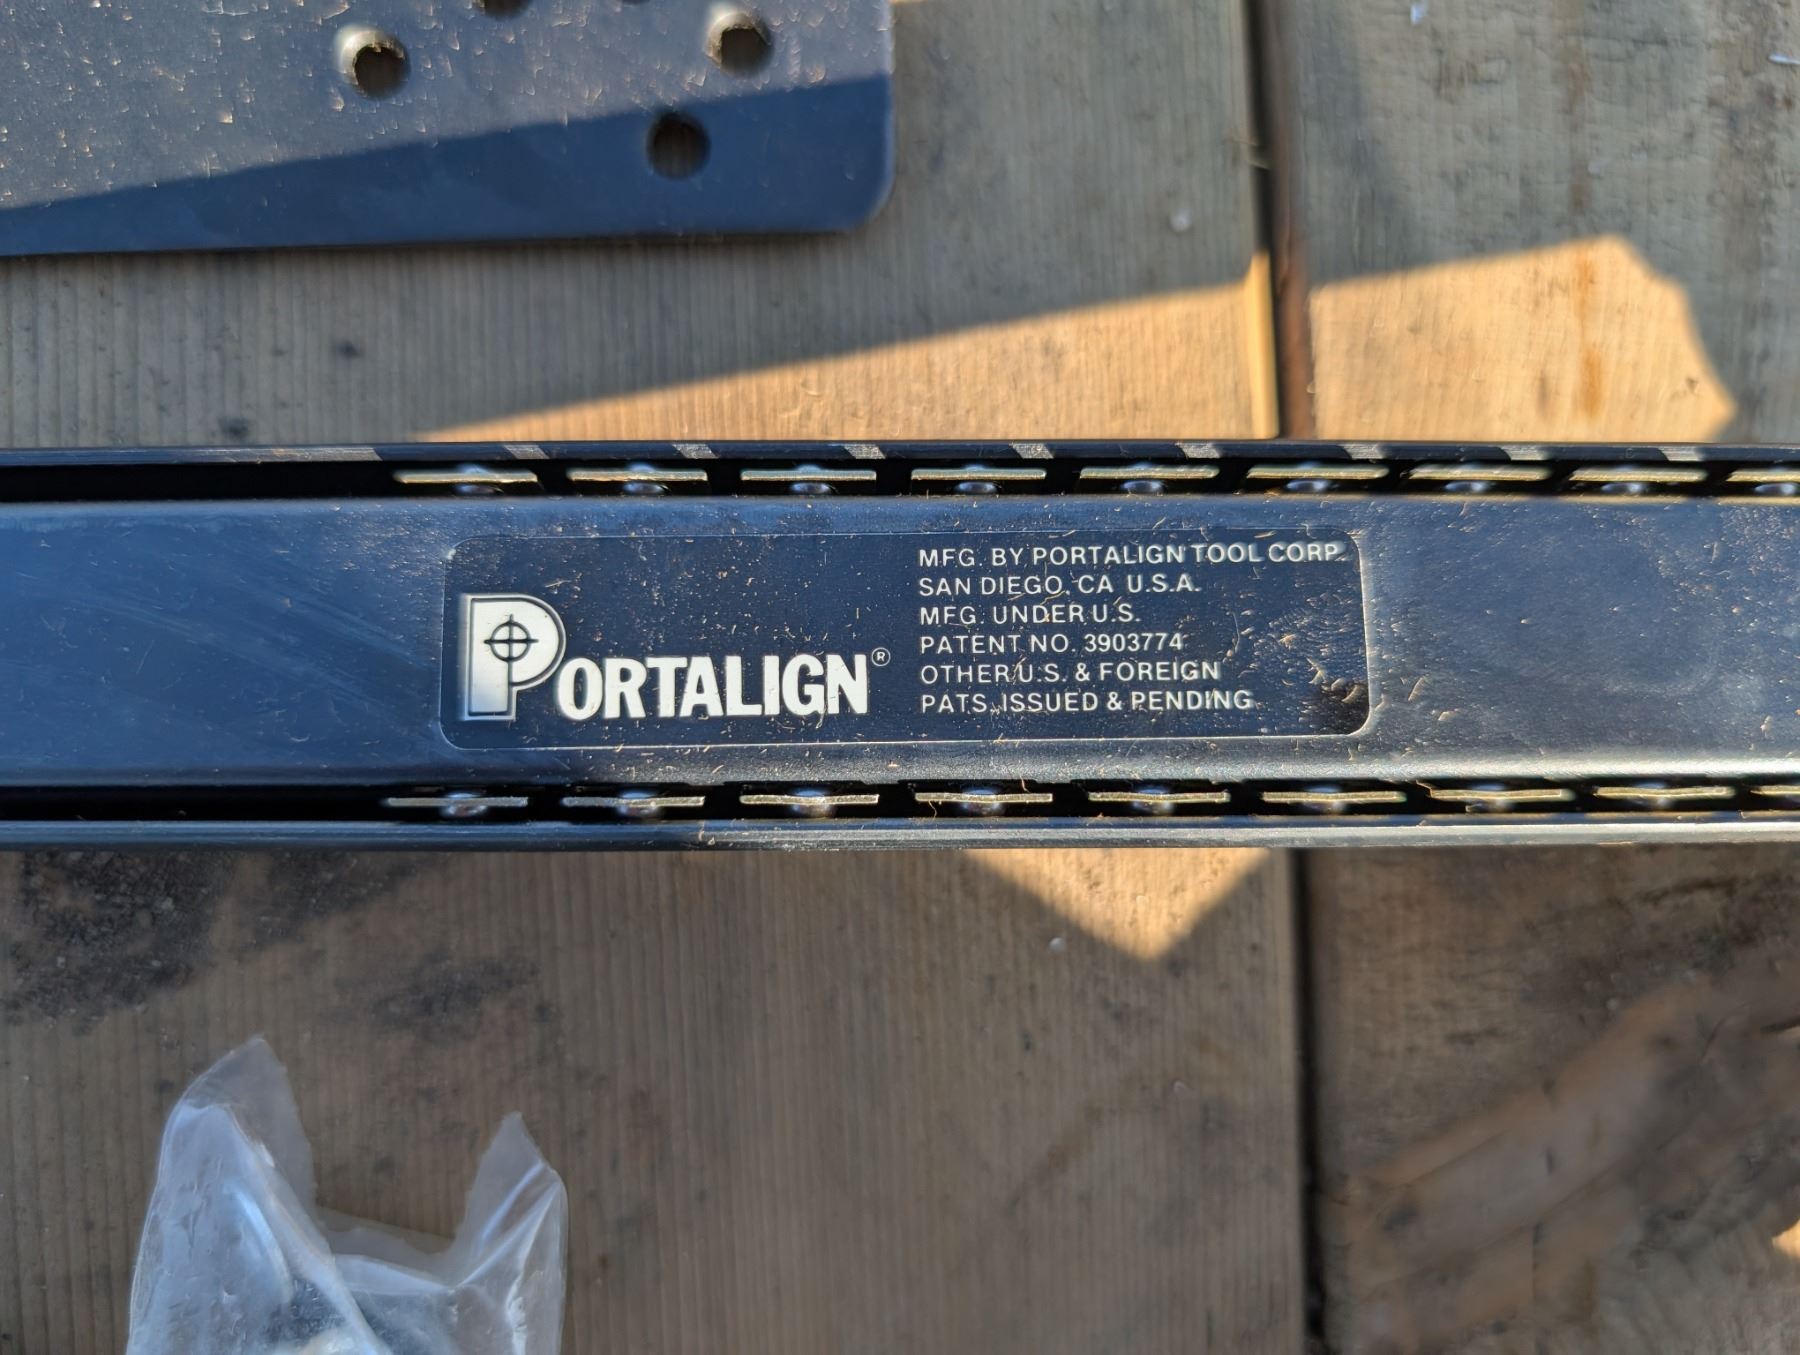 PORTALIGN®
MFG. BY PORTALIGN TOOL CORP.
SAN DIEGO, CA U.S.A.
MFG. UNDER U.S.
PATENT NO. 3903774
OTHER U.S. & FOREIGN
PATS. ISSUED & PENDING